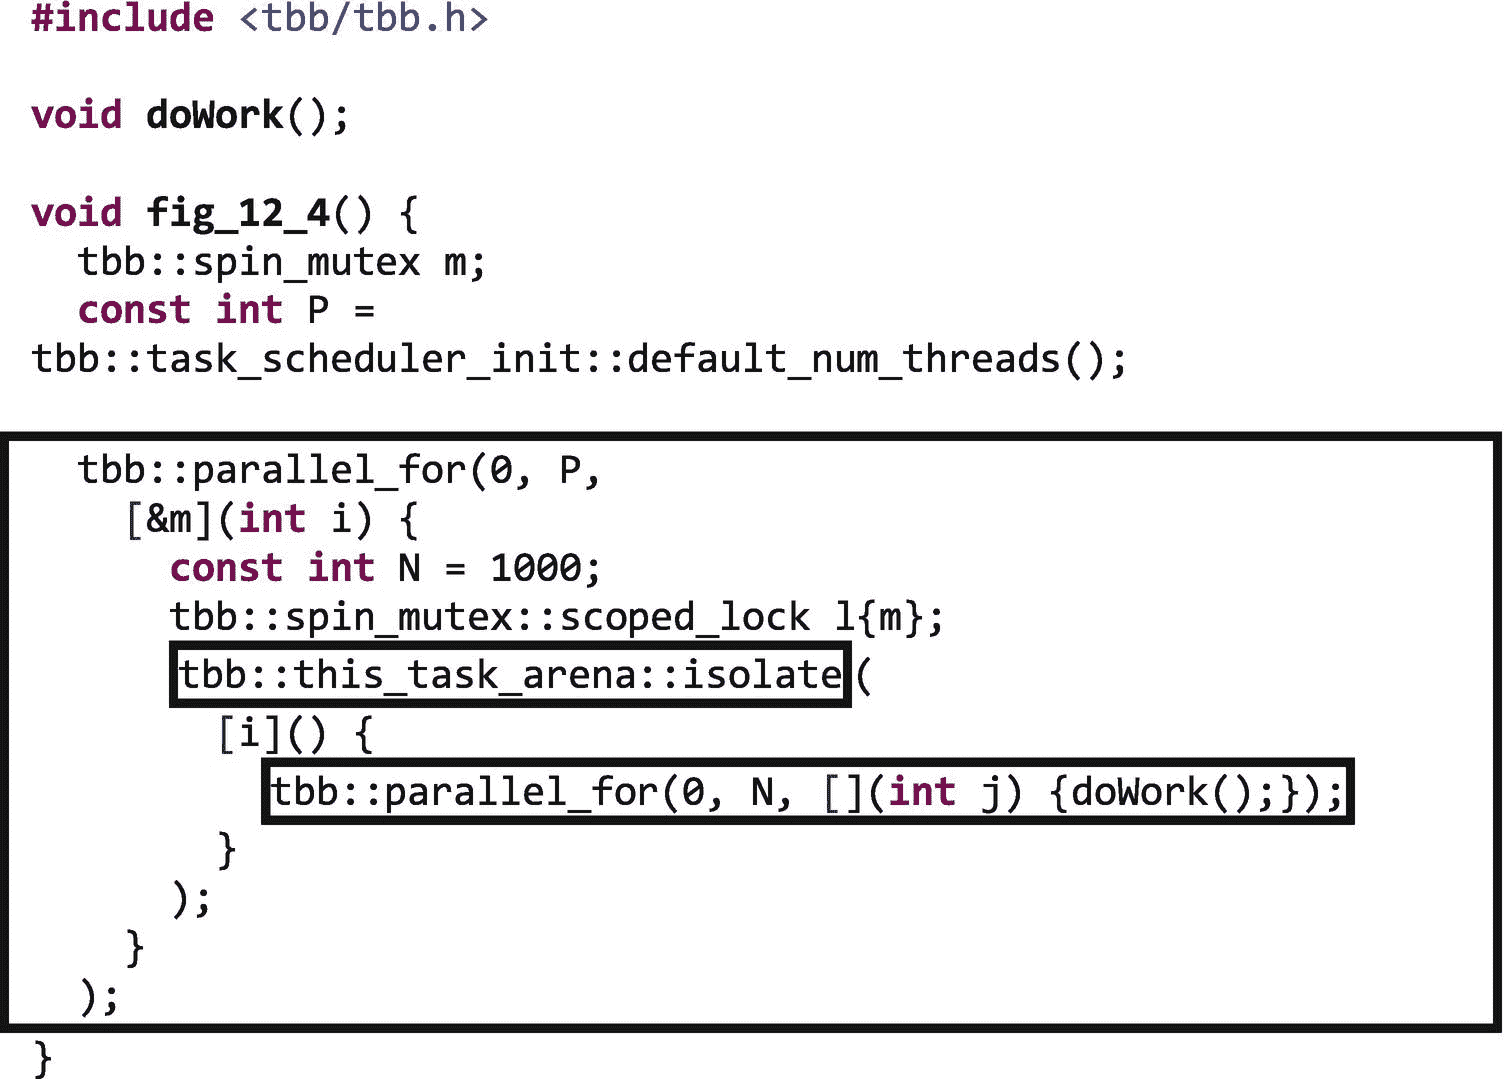 #include <tbb/tbb.h>
void doWork();
void fig_12_4() {
tbb::spin_mutex m;
const int P =
tbb::task_scheduler_init::default_num_threads();
tbb::parallel_for(0, P,
[&m](int i) {
const int N = 1000;
tbb::spin_mutex::scoped_lock l{m};
tbb::this_task_arena::isolate(
[i]() {
tbb::parallel_for(0, N, [](int j) {doWork();});
}
);
}
);
}